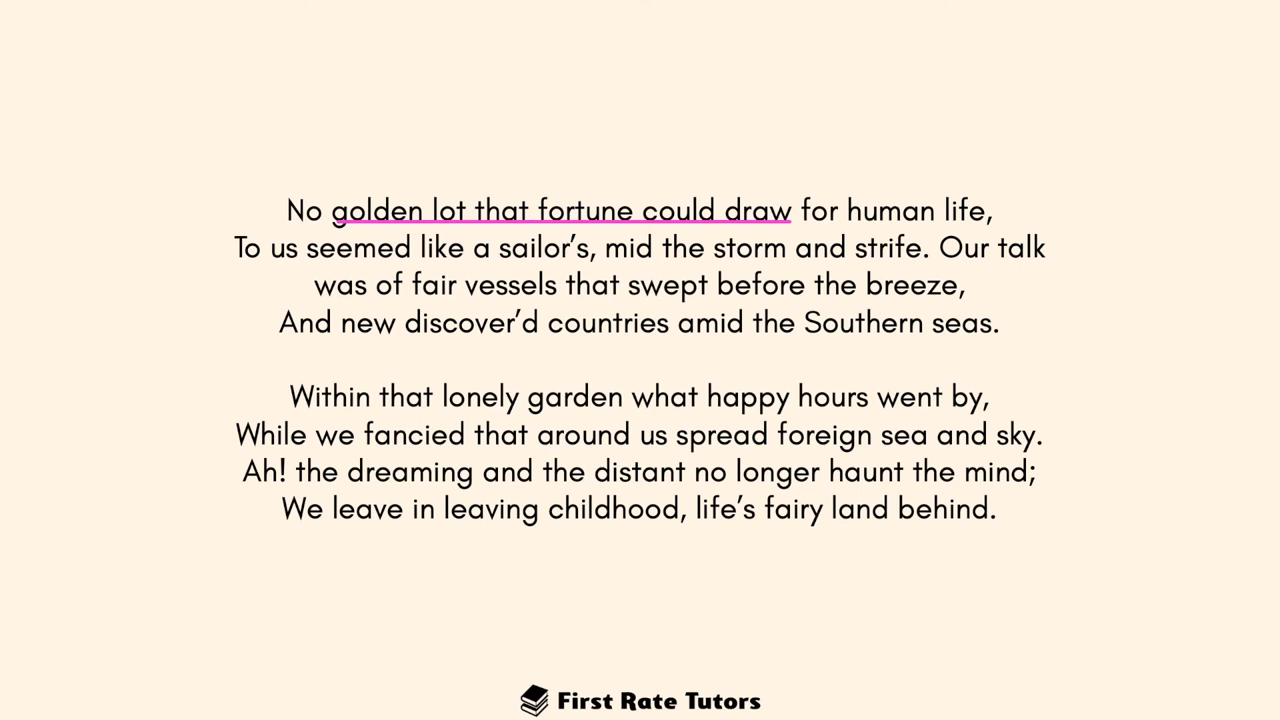 No golden lot that fortune could draw for human life,
To us seemed like a sailor’s, mid the storm and strife. Our talk
was of fair vessels that swept before the breeze,
And new discover’d countries amid the Southern seas.
Within that lonely garden what happy hours went by,
While we fancied that around us spread foreign sea and sky.
Ah! the dreaming and the distant no longer haunt the mind;
We leave in leaving childhood, life’s fairy land behind.
First Rate Tutors